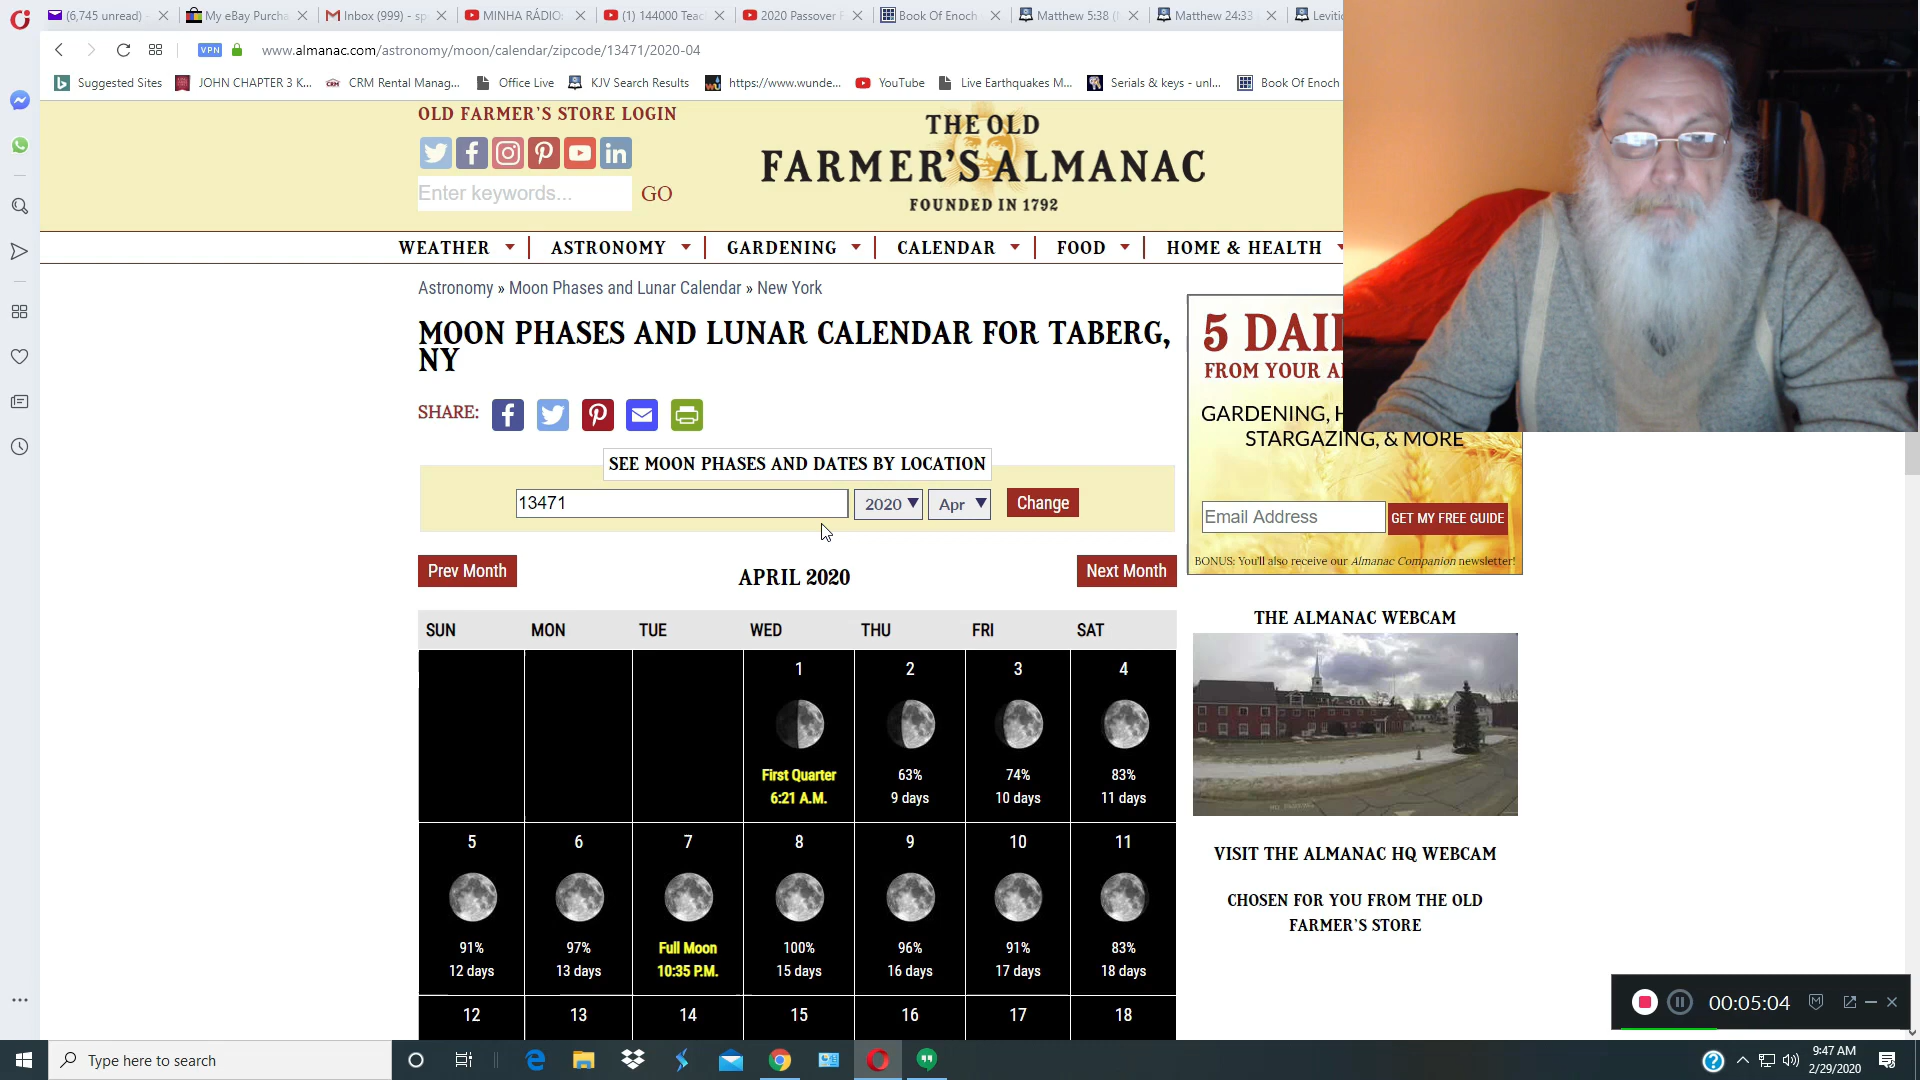 (6,745 unread) -
My eBay Purcha
Inbox (999) - sp
MINHA RÁDIO:
(1) 144000 Teac
2020 Passover F
Book Of Enoch
Matthew 5:38 (
Matthew 24:33
Levitic
VPN
www.almanac.com/astronomy/moon/calendar/zipcode/13471/2020-04
Suggested Sites
JOHN CHAPTER 3 K...
CRM Rental Manag...
Office Live
KJV Search Results
https://www.wunde...
YouTube
Live Earthquakes M...
Serials & keys - unl...
Book Of Enoch
OLD FARMER'S STORE LOGIN
Enter keywords...
GO
THE OLD
FARMER'S ALMANAC
FOUNDED IN 1792
WEATHER
ASTRONOMY
GARDENING
CALENDAR
FOOD
HOME & HEALTH
Astronomy » Moon Phases and Lunar Calendar » New York
MOON PHASES AND LUNAR CALENDAR FOR TABERG,
NY
SHARE:
SEE MOON PHASES AND DATES BY LOCATION
13471
2020
Apr
Change
Prev Month
APRIL 2020
Next Month
SUN MON TUE WED THU FRI SAT
1 2 3 4
First Quarter 63% 74% 83%
6:21 A.M. 9 days 10 days 11 days
5 6 7 8 9 10 11
91% 97% Full Moon 100% 96% 91% 83%
12 days 13 days 10:35 P.M. 15 days 16 days 17 days 18 days
12 13 14 15 16 17 18
5 DAI
FROM YOUR A
GARDENING, H
STARGAZING, & MORE
Email Address
GET MY FREE GUIDE
BONUS: You'll also receive our Almanac Companion newsletter!
THE ALMANAC WEBCAM
VISIT THE ALMANAC HQ WEBCAM
CHOSEN FOR YOU FROM THE OLD
FARMER'S STORE
00:05:04
Type here to search
9:47 AM
2/29/2020